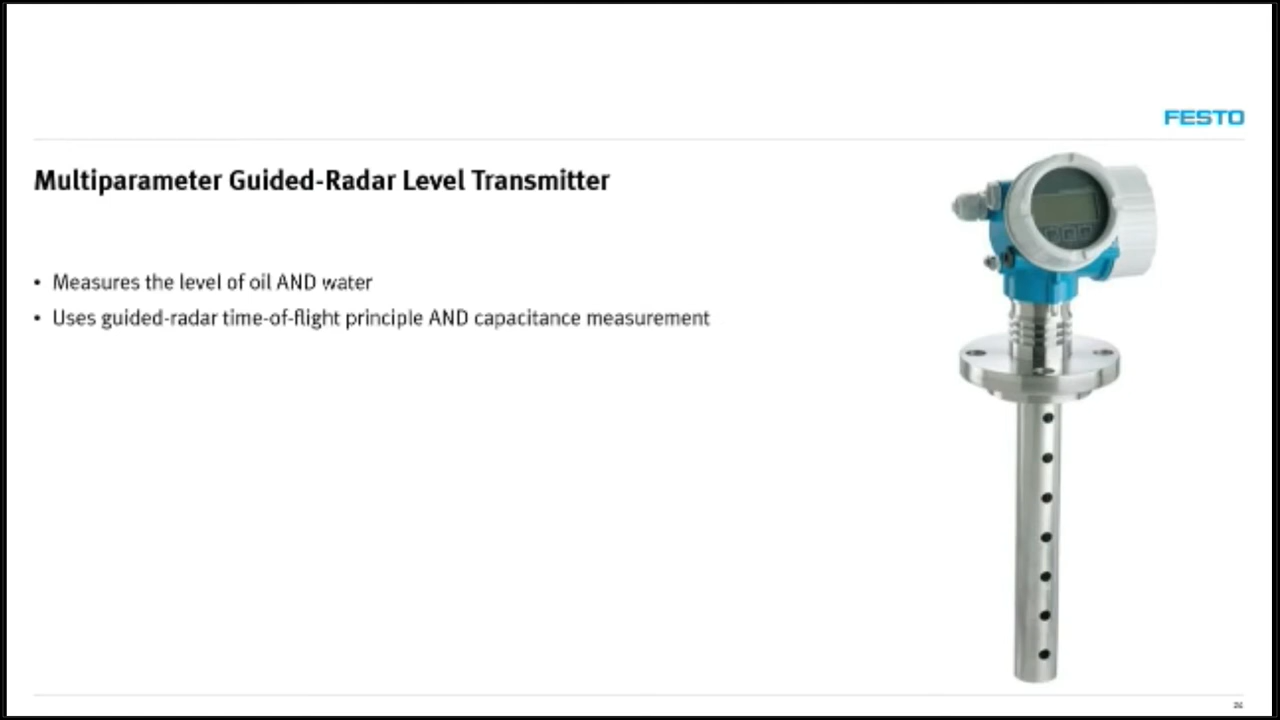 FESTO
Multiparameter Guided-Radar Level Transmitter
• Measures the level of oil AND water
• Uses guided-radar time-of-flight principle AND capacitance measurement